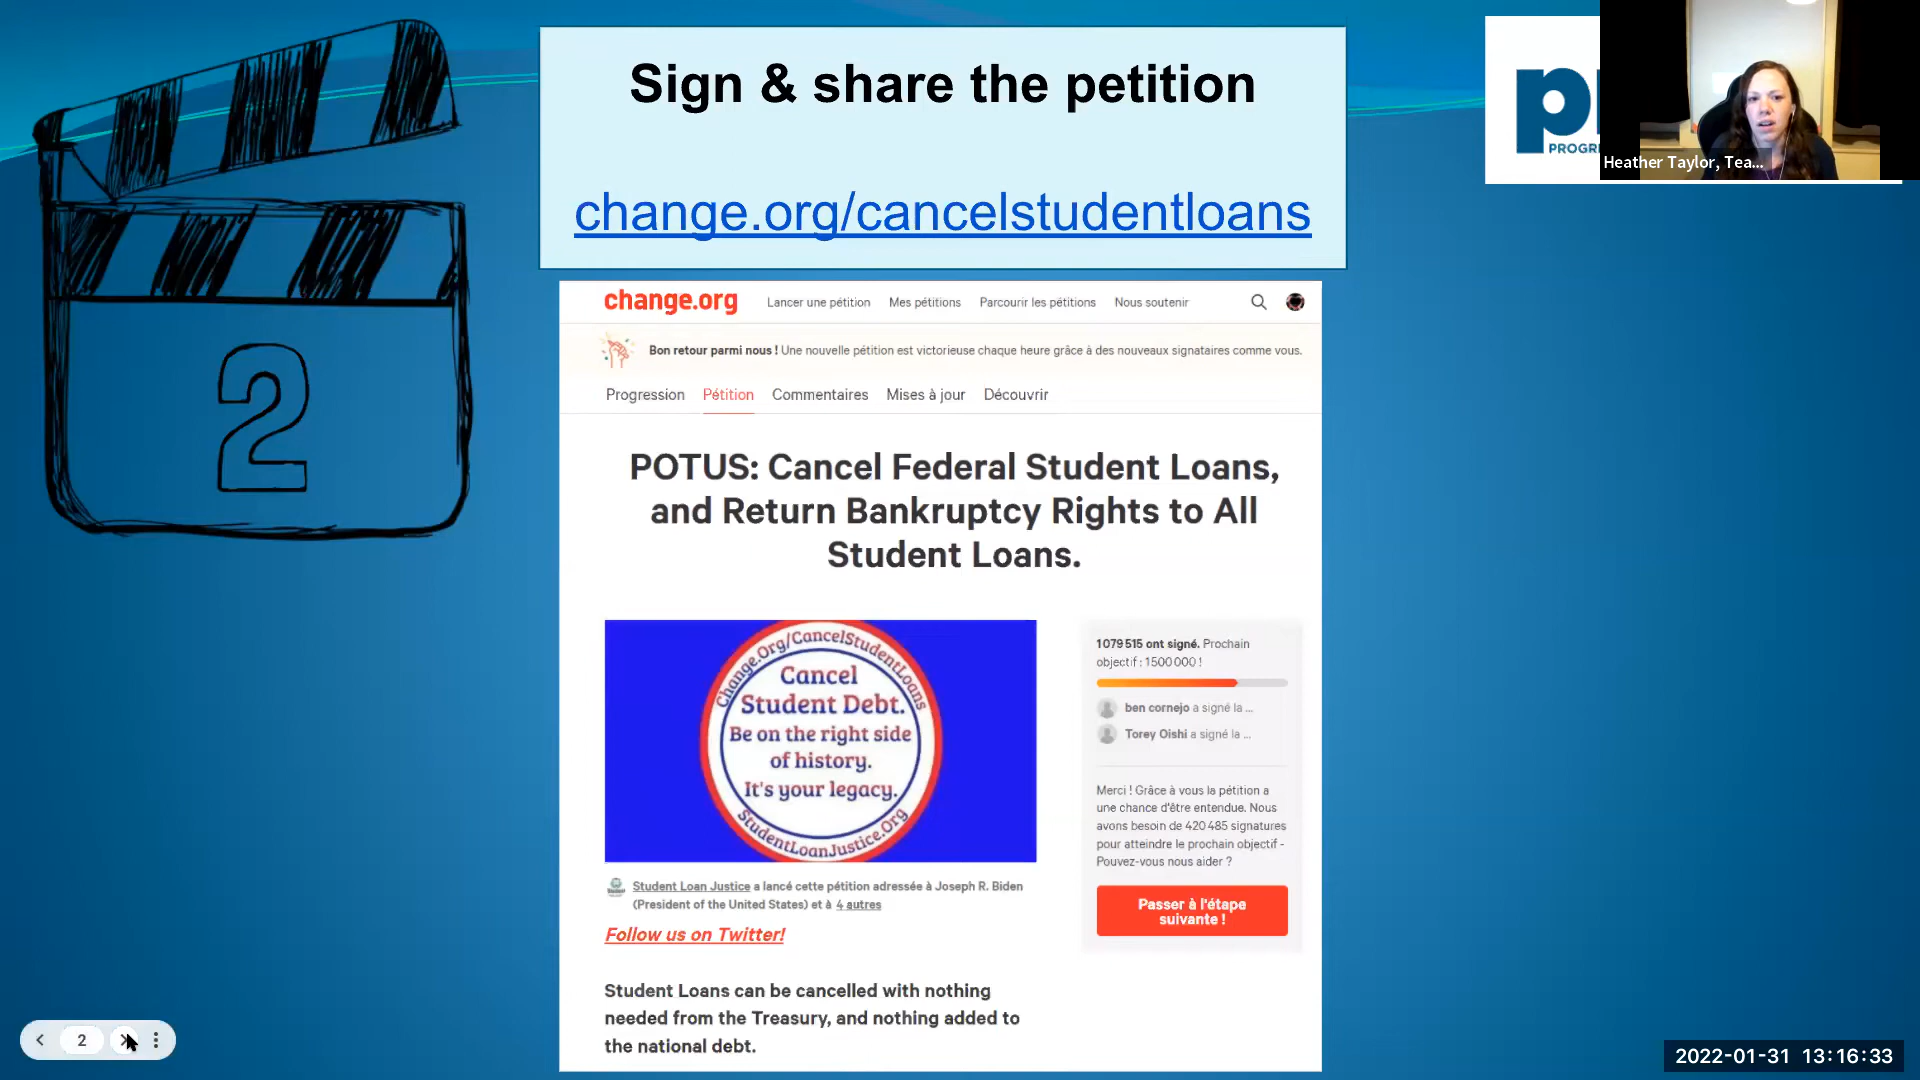 Sign & share the petition
change.org/cancelstudentloans
Heather Taylor, Tea...
change.org
Lancer une pétition
Mes pétitions
Parcourir les pétitions
Nous soutenir
Bon retour parmi nous ! Une nouvelle pétition est victorieuse chaque heure grâce à des nouveaux signataires comme vous.
Progression
Pétition
Commentaires
Mises à jour
Découvrir
2
POTUS: Cancel Federal Student Loans,
and Return Bankruptcy Rights to All
Student Loans.
Change.Org/CancelStudentLoans
Cancel
Student Debt.
Be on the right side
of history.
It's your legacy.
StudentLoanJustice.Org
1 079 515 ont signé. Prochain
objectif : 1 500 000 !
ben cornejo a signé la ...
Torey Oishi a signé la ...
Merci ! Grâce à vous la pétition a
une chance d'être entendue. Nous
avons besoin de 420 485 signatures
pour atteindre le prochain objectif -
Pouvez-vous nous aider ?
Passer à l'étape
suivante !
Student Loan Justice a lancé cette pétition adressée à Joseph R. Biden
(President of the United States) et à 4 autres
Follow us on Twitter!
Student Loans can be cancelled with nothing
needed from the Treasury, and nothing added to
the national debt.
2
2022-01-31 13:16:33